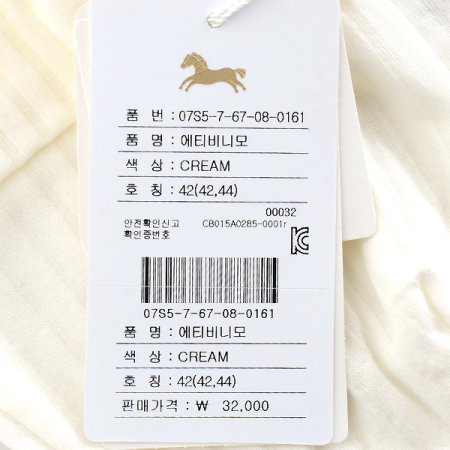 품 번 : 07S5-7-67-08-0161
품 명 : 에티비니모
색 상 : CREAM
호 칭 : 42(42,44)
00032
안전확인신고 CB015A0285-0001r
확인증번호
07S5-7-67-08-0161
품 명 : 에티비니모
색 상 : CREAM
호 칭 : 42(42,44)
판매가격 : ₩ 32,000